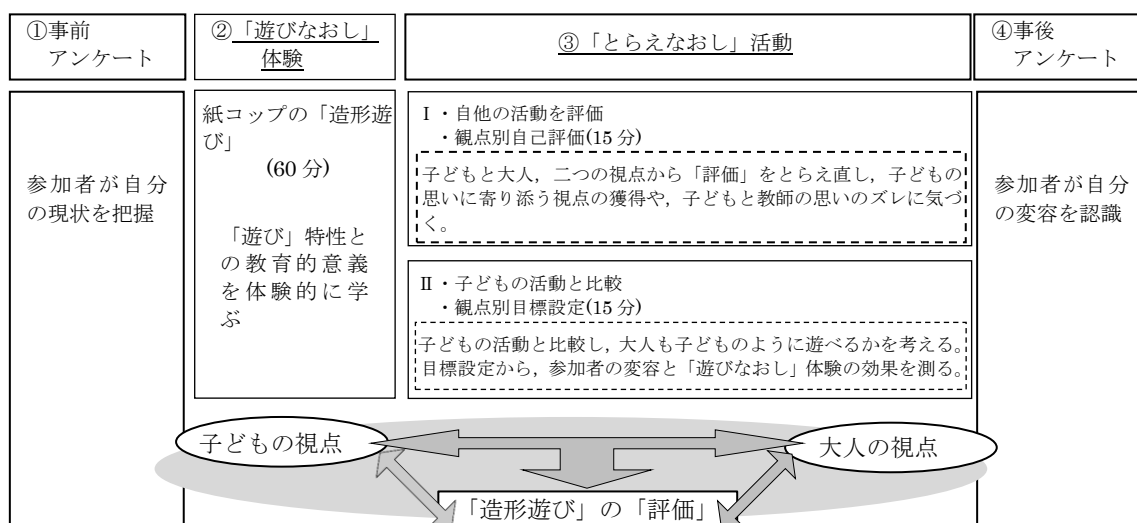 ①事前
アンケート
②「遊びなおし」
体験
③「とらえなおし」活動
④事後
アンケート
参加者が自分
の現状を把握
紙コップの「造形遊
び」
(60 分)
「遊び」特性と
の教育的意義
を体験的に学
ぶ
Ⅰ・自他の活動を評価
・観点別自己評価(15 分)
子どもと大人，二つの視点から「評価」をとらえ直し，子どもの
思いに寄り添う視点の獲得や，子どもと教師の思いのズレに気づ
く。
Ⅱ・子どもの活動と比較
・観点別目標設定(15 分)
子どもの活動と比較し，大人も子どものように遊べるかを考える。
目標設定から，参加者の変容と「遊びなおし」体験の効果を測る。
参加者が自分
の変容を認識
子どもの視点
大人の視点
「造形遊び」の「評価」